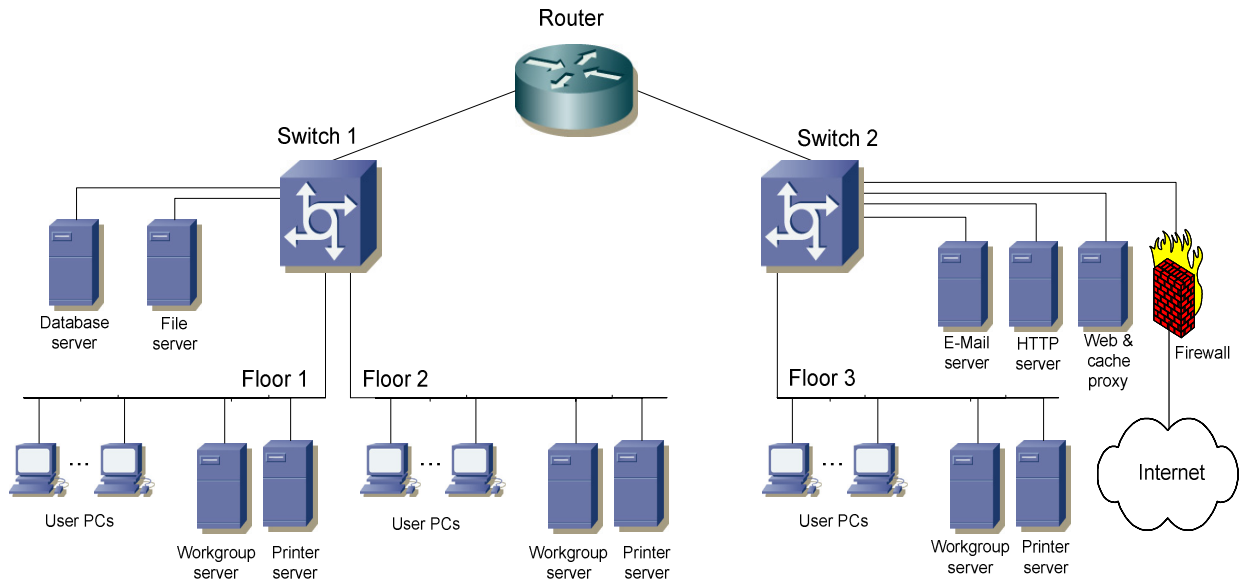 Router
Switch 1
Switch 2
Database
server
File
server
E-Mail
server
HTTP
server
Web &
cache
proxy
Firewall
Floor 1
Floor 2
Floor 3
...
...
...
Internet
User PCs
User PCs
User PCs
Workgroup
server
Printer
server
Workgroup
server
Printer
server
Workgroup
server
Printer
server